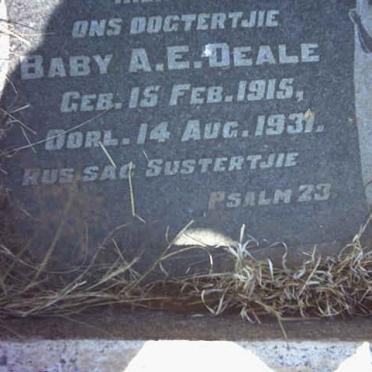 ONS DOGTERTJIE
BABY A.E. DEALE
GEB. 15 FEB. 1915,
OORL. 14 AUG. 1931.
RUS SAG SUSTERTJIE
PSALM 23